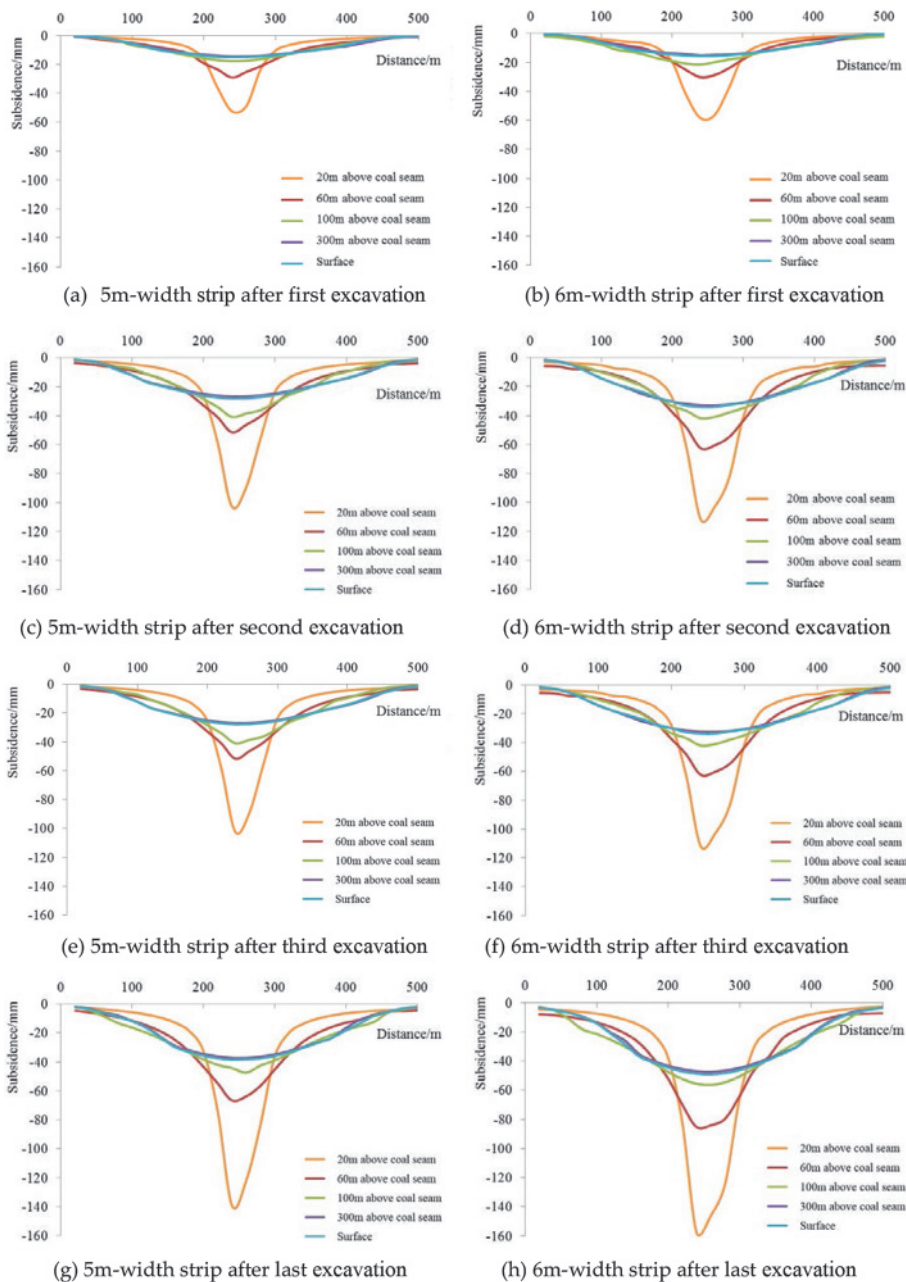 0 100 200 300 400 500
0
-20
-40
-60
-80
-100
-120
-140
-160
Subsidence/mm
Distance/m
20m above coal seam
60m above coal seam
100m above coal seam
300m above coal seam
Surface
(a) 5m-width strip after first excavation
0 100 200 300 400 500
0
-20
-40
-60
-80
-100
-120
-140
-160
Subsidence/mm
Distance/m
20m above coal seam
60m above coal seam
100m above coal seam
300m above coal seam
Surface
(b) 6m-width strip after first excavation
0 100 200 300 400 500
0
-20
-40
-60
-80
-100
-120
-140
-160
Subsidence/mm
Distance/m
20m above coal seam
60m above coal seam
100m above coal seam
300m above coal seam
Surface
(c) 5m-width strip after second excavation
0 100 200 300 400 500
0
-20
-40
-60
-80
-100
-120
-140
-160
Subsidence/mm
Distance/m
20m above coal seam
60m above coal seam
100m above coal seam
300m above coal seam
Surface
(d) 6m-width strip after second excavation
0 100 200 300 400 500
0
-20
-40
-60
-80
-100
-120
-140
-160
Subsidence/mm
Distance/m
20m above coal seam
60m above coal seam
100m above coal seam
300m above coal seam
Surface
(e) 5m-width strip after third excavation
0 100 200 300 400 500
0
-20
-40
-60
-80
-100
-120
-140
-160
Subsidence/mm
Distance/m
20m above coal seam
60m above coal seam
100m above coal seam
300m above coal seam
Surface
(f) 6m-width strip after third excavation
0 100 200 300 400 500
0
-20
-40
-60
-80
-100
-120
-140
-160
Subsidence/mm
Distance/m
20m above coal seam
60m above coal seam
100m above coal seam
300m above coal seam
Surface
(g) 5m-width strip after last excavation
0 100 200 300 400 500
0
-20
-40
-60
-80
-100
-120
-140
-160
Subsidence/mm
Distance/m
20m above coal seam
60m above coal seam
100m above coal seam
300m above coal seam
Surface
(h) 6m-width strip after last excavation